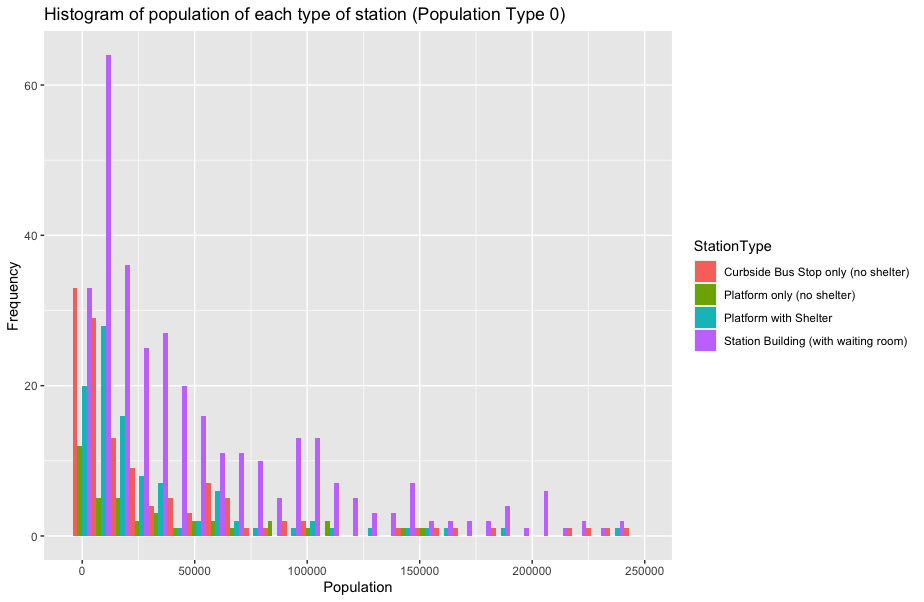 Histogram of population of each type of station (Population Type 0)
Frequency
60
40
20
0
0 50000 100000 150000 200000 250000
Population
StationType
Curbside Bus Stop only (no shelter)
Platform only (no shelter)
Platform with Shelter
Station Building (with waiting room)